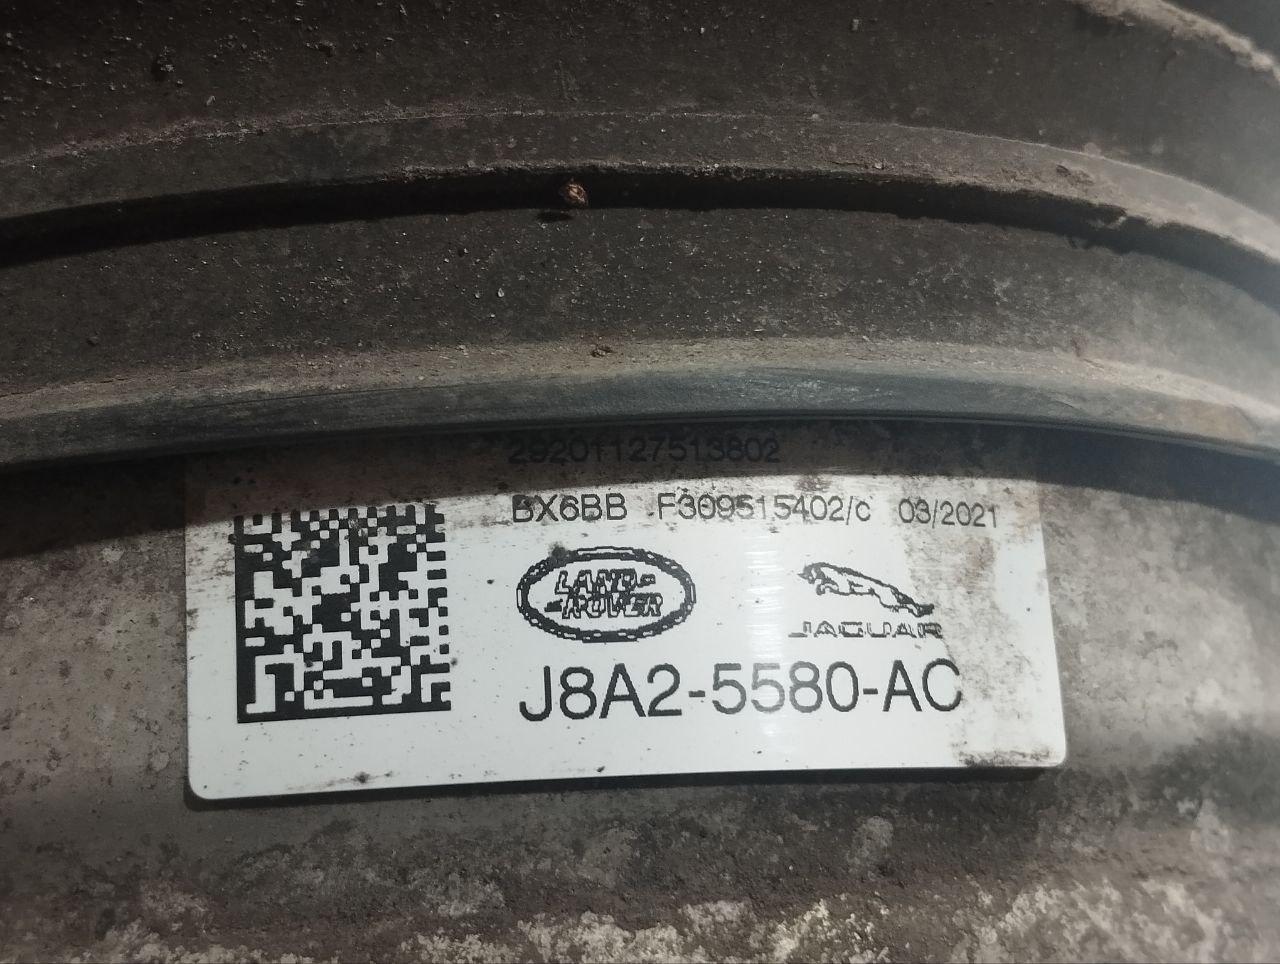 29201127513802
BX6BB F309515402/c 03/2021
LAND-
-ROVER
JAGUAR
J8A2-5580-AC